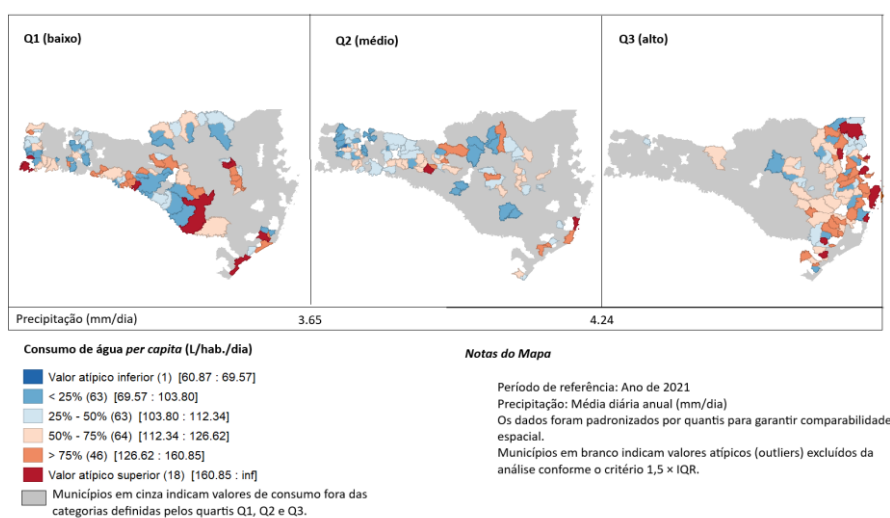 Q1 (baixo)
Q2 (médio)
Q3 (alto)
Precipitação (mm/dia)
3.65
4.24
Consumo de água per capita (L/hab./dia)
Valor atípico inferior (1) [60.87 : 69.57]
< 25% (63) [69.57 : 103.80]
25% - 50% (63) [103.80 : 112.34]
50% - 75% (64) [112.34 : 126.62]
> 75% (46) [126.62 : 160.85]
Valor atípico superior (18) [160.85 : inf]
Municípios em cinza indicam valores de consumo fora das
categorias definidas pelos quartis Q1, Q2 e Q3.
Notas do Mapa
Período de referência: Ano de 2021
Precipitação: Média diária anual (mm/dia)
Os dados foram padronizados por quantis para garantir comparabilidade
espacial.
Municípios em branco indicam valores atípicos (outliers) excluídos da
análise conforme o critério 1,5 × IQR.